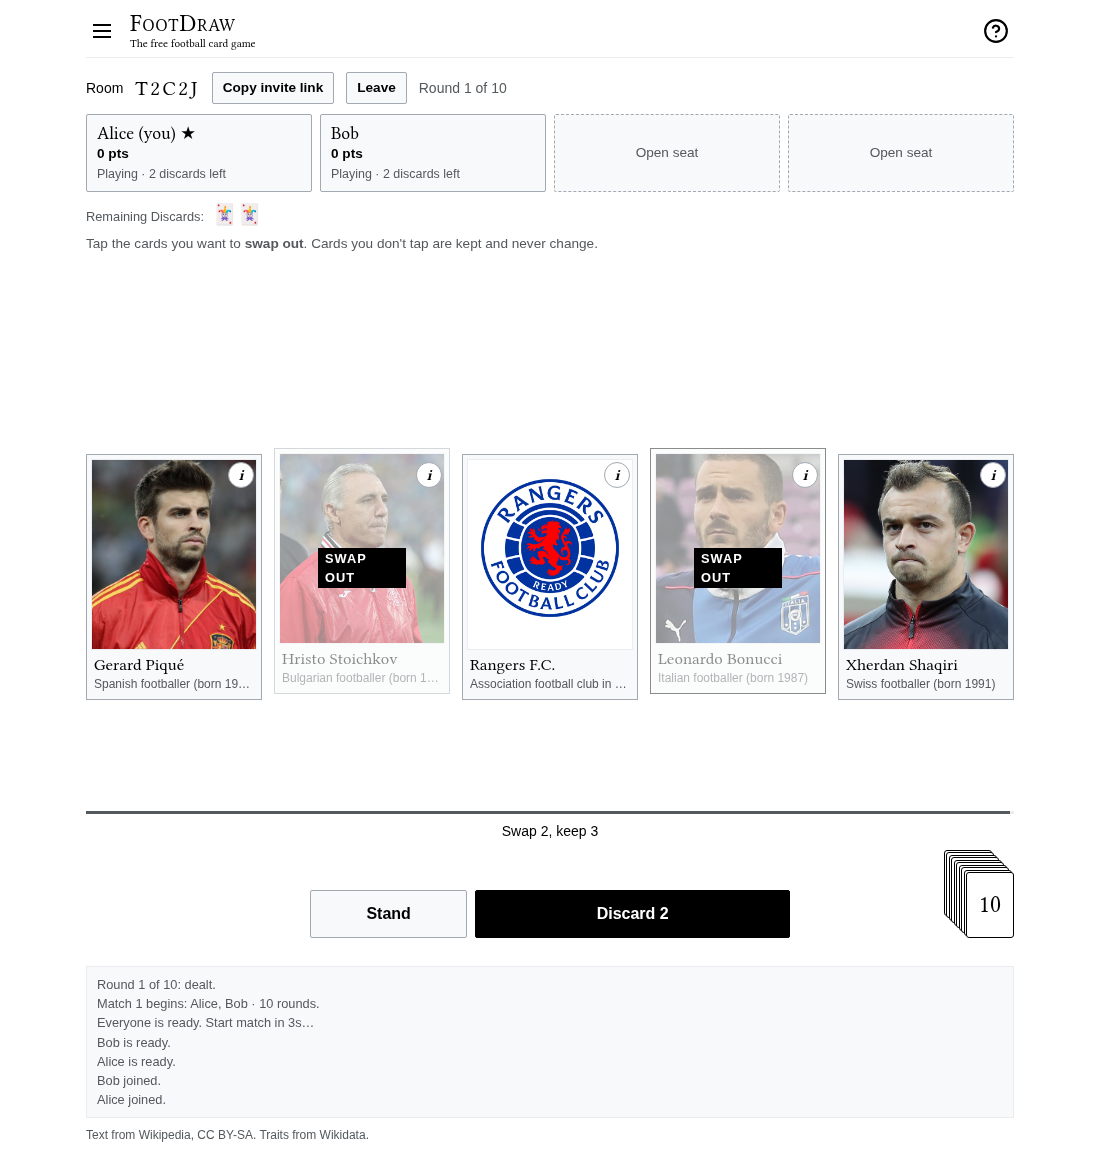 FootDraw
The free football card game
Room T2C2J Copy invite link Leave Round 1 of 10
Alice (you) ★
0 pts
Playing · 2 discards left
Bob
0 pts
Playing · 2 discards left
Open seat
Open seat
Remaining Discards:
Tap the cards you want to swap out. Cards you don't tap are kept and never change.
i
Gerard Piqué
Spanish footballer (born 19…
i
SWAP
OUT
Hristo Stoichkov
Bulgarian footballer (born 1…
i
RANGERS
READY
FOOTBALL CLUB
Rangers F.C.
Association football club in …
i
SWAP
OUT
ITALIA
Leonardo Bonucci
Italian footballer (born 1987)
i
Xherdan Shaqiri
Swiss footballer (born 1991)
Swap 2, keep 3
Stand
Discard 2
10
Round 1 of 10: dealt.
Match 1 begins: Alice, Bob · 10 rounds.
Everyone is ready. Start match in 3s…
Bob is ready.
Alice is ready.
Bob joined.
Alice joined.
Text from Wikipedia, CC BY-SA. Traits from Wikidata.